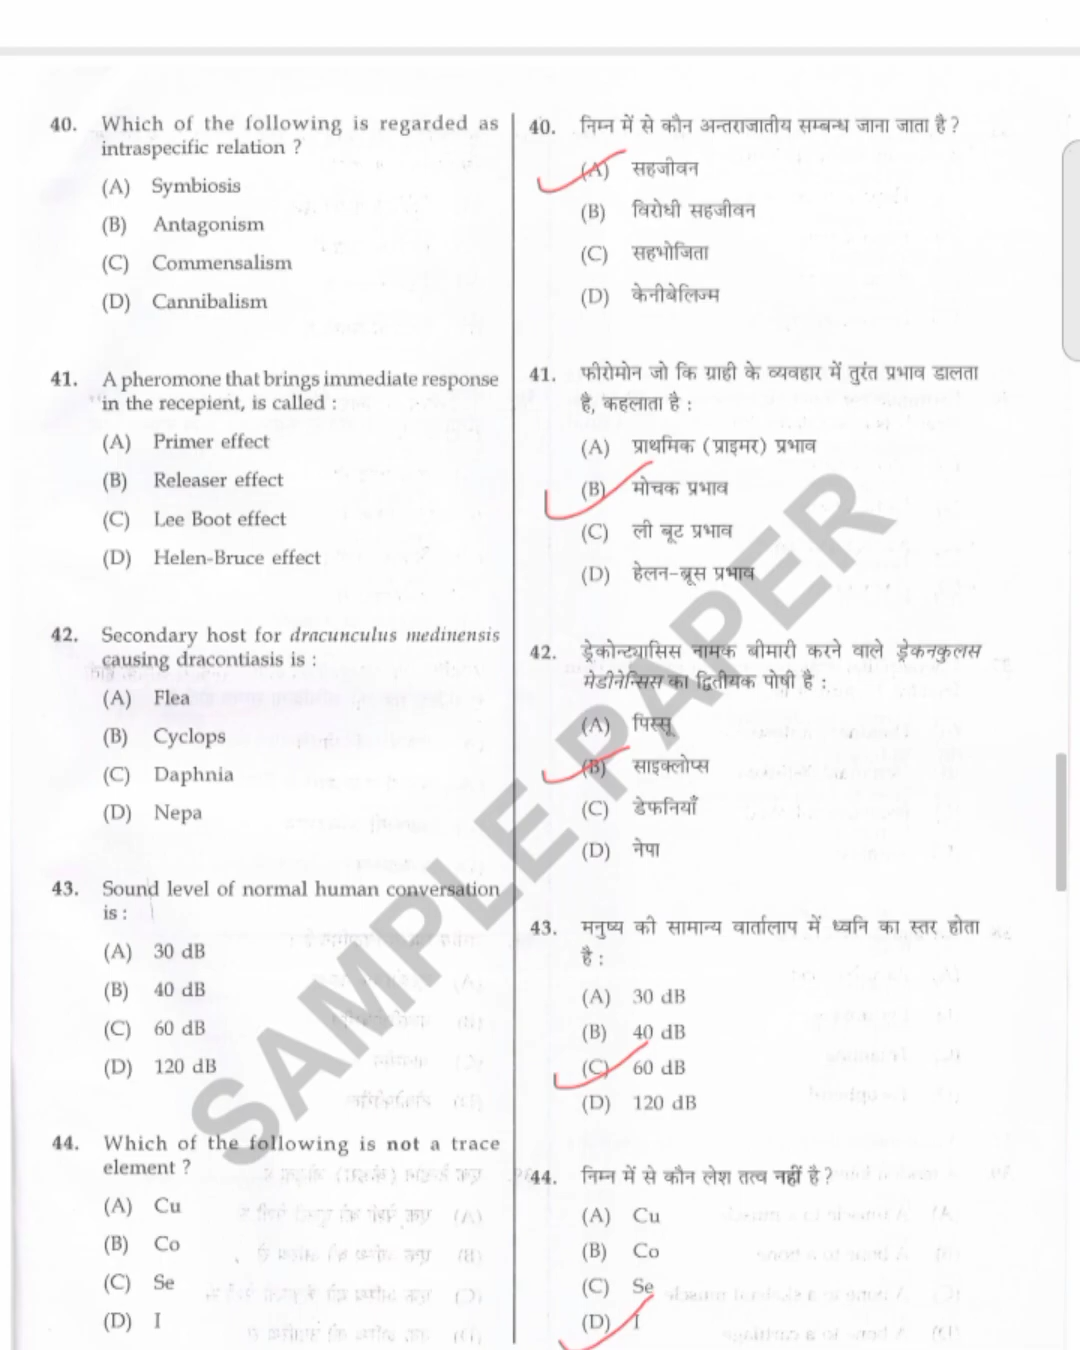 40. Which of the following is regarded as
intraspecific relation ?
(A) Symbiosis
(B) Antagonism
(C) Commensalism
(D) Cannibalism
41. A pheromone that brings immediate response
in the recepient, is called :
(A) Primer effect
(B) Releaser effect
(C) Lee Boot effect
(D) Helen-Bruce effect
42. Secondary host for dracunculus medinensis
causing dracontiasis is :
(A) Flea
(B) Cyclops
(C) Daphnia
(D) Nepa
43. Sound level of normal human conversation
is :
(A) 30 dB
(B) 40 dB
(C) 60 dB
(D) 120 dB
44. Which of the following is not a trace
element ?
(A) Cu
(B) Co
(C) Se
(D) I
40. निम्न में से कौन अन्तराजातीय सम्बन्ध जाना जाता है ?
(A) सहजीवन
(B) विरोधी सहजीवन
(C) सहभोजिता
(D) केनीबेलिज्म
41. फीरोमोन जो कि ग्राही के व्यवहार में तुरंत प्रभाव डालता
है, कहलाता है :
(A) प्राथमिक (प्राइमर) प्रभाव
(B) मोचक प्रभाव
(C) ली बूट प्रभाव
(D) हेलन-ब्रूस प्रभाव
42. ड्रेकोन्ट्यासिस नामक बीमारी करने वाले ड्रेकनकुलस
मेडीनेन्सिस का द्वितीयक पोषी है :
(A) पिस्सू
(B) साइक्लोप्स
(C) डेफनियाँ
(D) नेपा
43. मनुष्य की सामान्य वार्तालाप में ध्वनि का स्तर होता
है :
(A) 30 dB
(B) 40 dB
(C) 60 dB
(D) 120 dB
44. निम्न में से कौन लेश तत्व नहीं है ?
(A) Cu
(B) Co
(C) Se
(D) I
SAMPLE PAPER